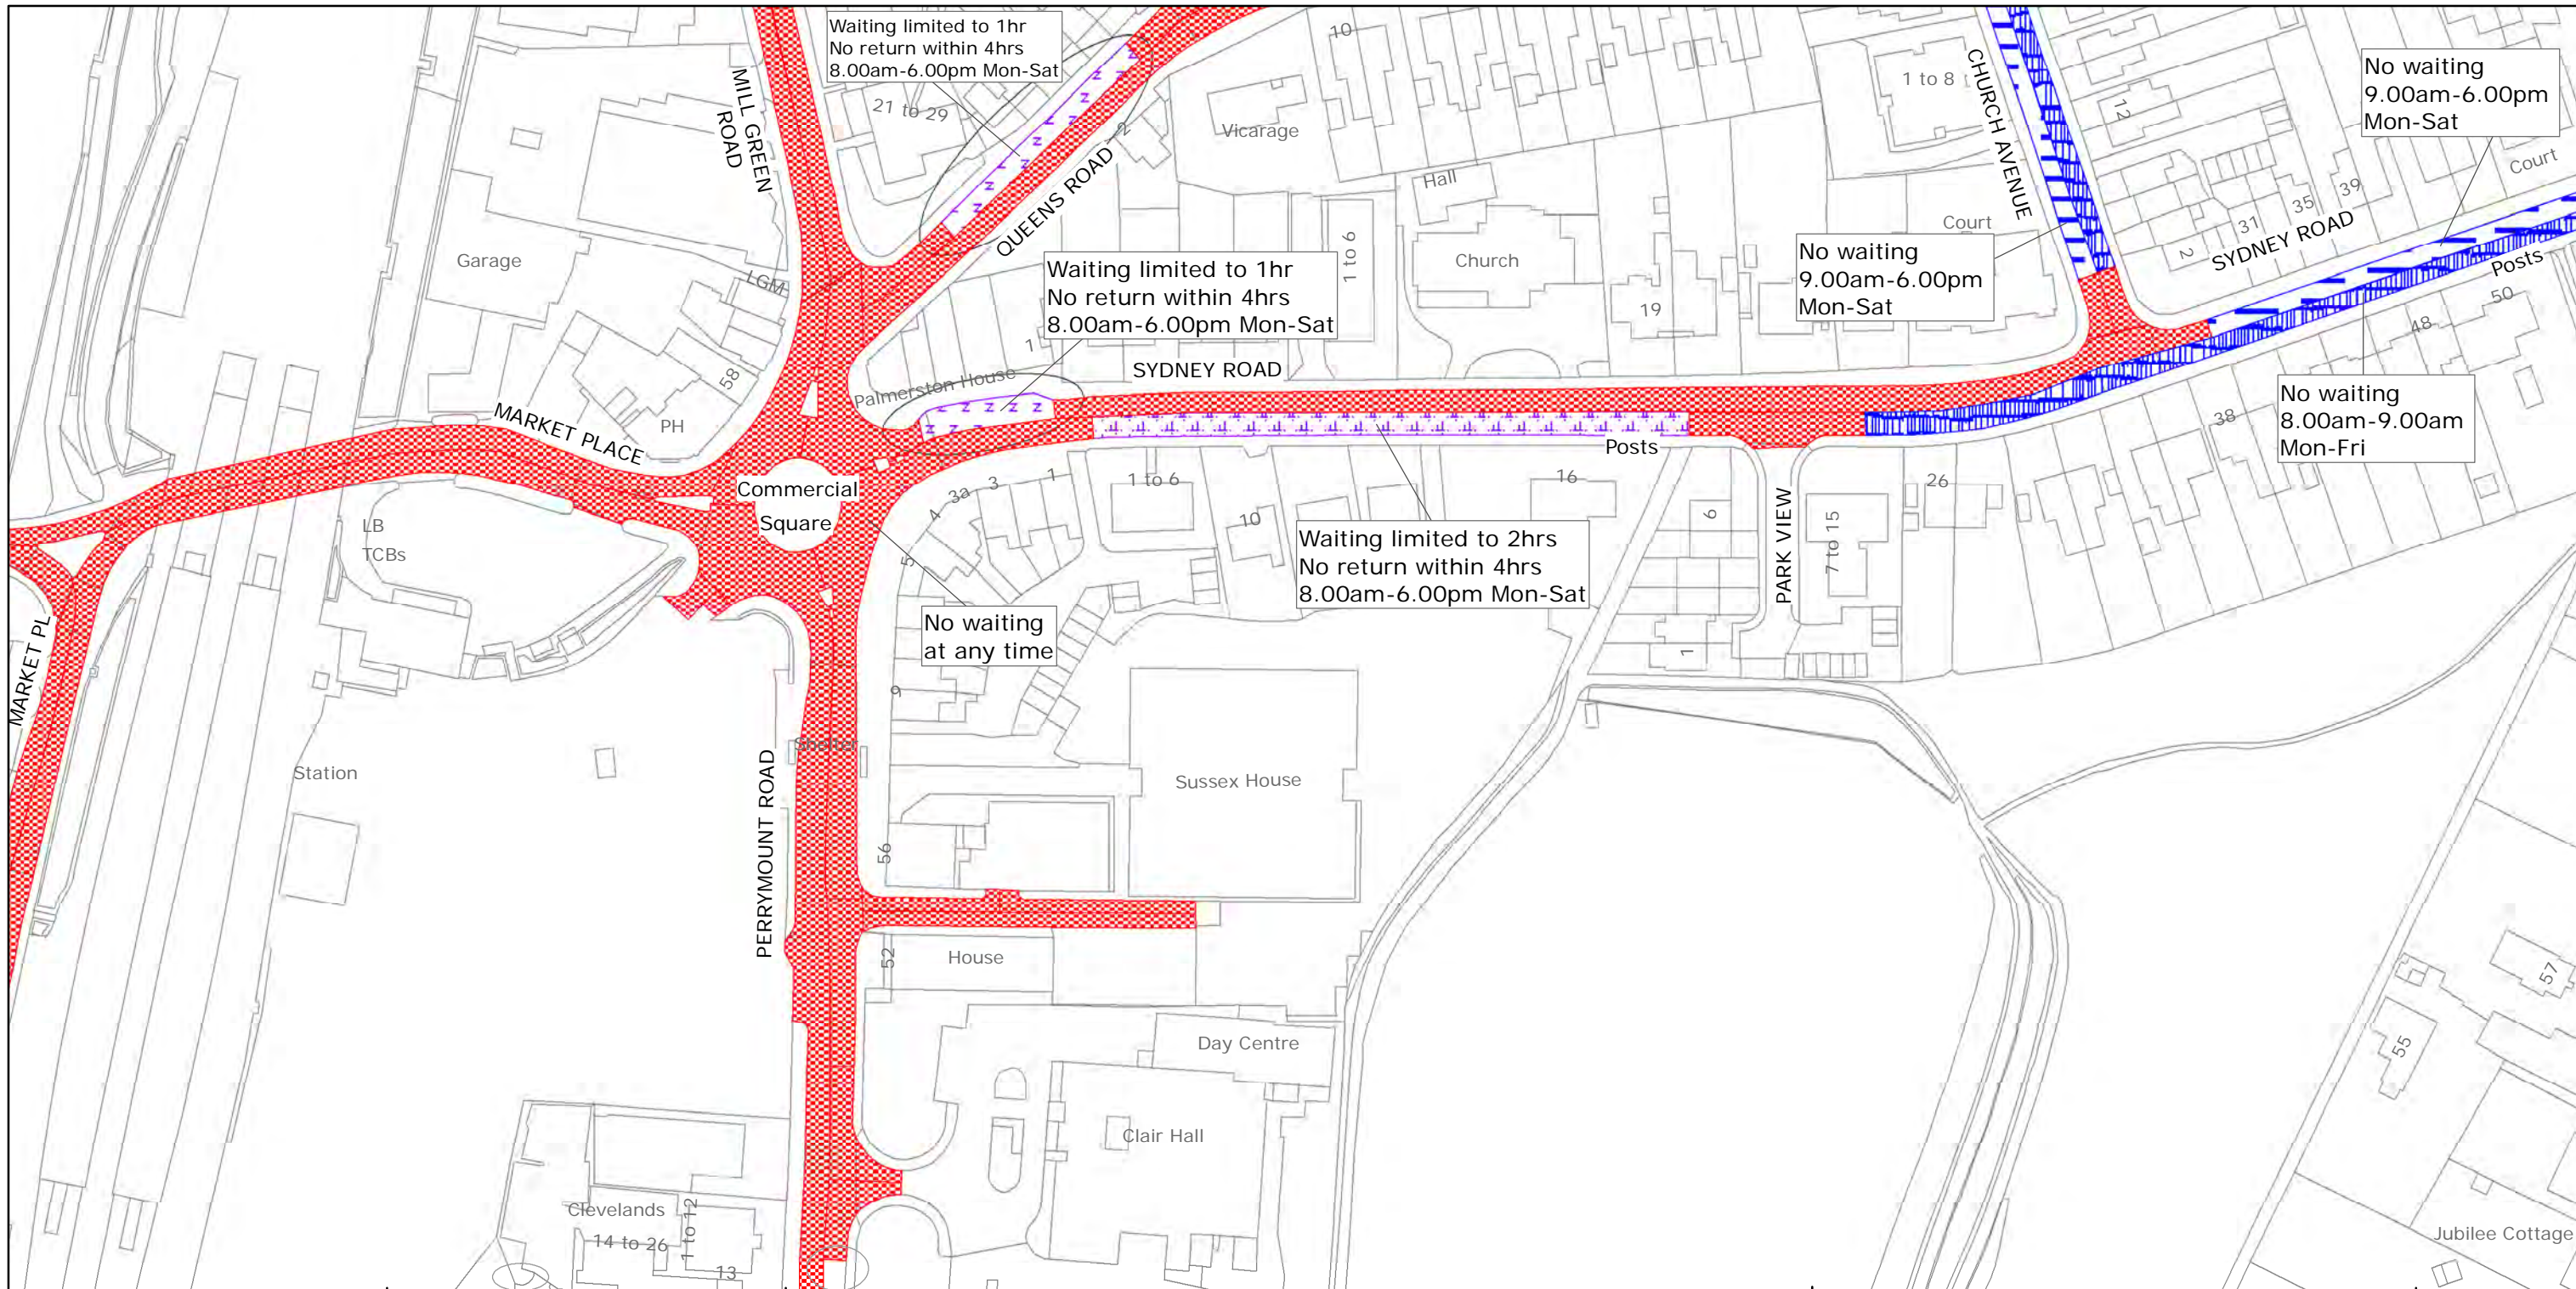 Waiting limited to 1hr
No return within 4hrs
8.00am-6.00pm Mon-Sat
MILL GREEN
ROAD
21 to 29
2
QUEENS ROAD
Vicarage
10
Hall
Church
1 to 6
19
1 to 8
CHURCH AVENUE
12
Court
No waiting
9.00am-6.00pm
Mon-Sat
No waiting
9.00am-6.00pm
Mon-Sat
Court
2
31
35
39
SYDNEY ROAD
Posts
50
48
38
No waiting
8.00am-9.00am
Mon-Fri
Garage
LGM
58
PH
MARKET PLACE
Waiting limited to 1hr
No return within 4hrs
8.00am-6.00pm Mon-Sat
Palmerston House
SYDNEY ROAD
Posts
Commercial
Square
LB
TCBs
MARKET PL
5
4
3a
3
1
1 to 6
10
16
Waiting limited to 2hrs
No return within 4hrs
8.00am-6.00pm Mon-Sat
6
1
PARK VIEW
7 to 15
26
No waiting
at any time
9
Shelter
Station
PERRYMOUNT ROAD
56
Sussex House
52
House
Day Centre
Clair Hall
Clevelands
14 to 26
1 to 12
13
57
55
Jubilee Cottage